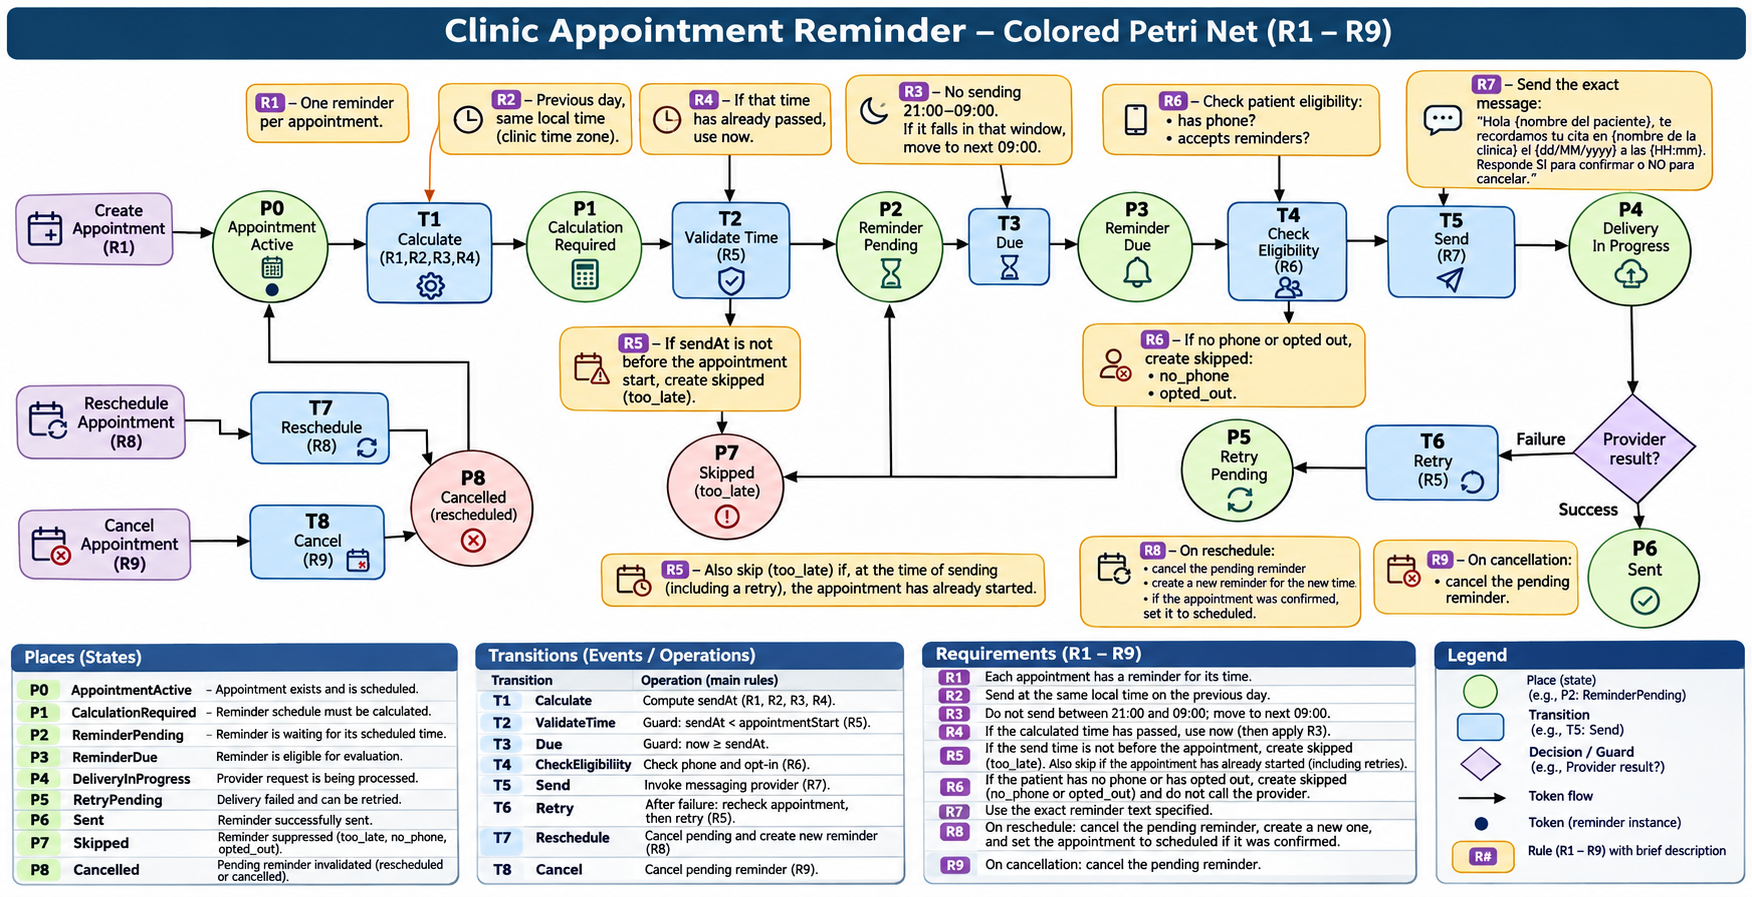 Clinic Appointment Reminder – Colored Petri Net (R1 – R9)
R1 – One reminder
per appointment.
R2 – Previous day,
same local time
(clinic time zone).
R4 – If that time
has already passed,
use now.
R3 – No sending
21:00–09:00.
If it falls in that window,
move to next 09:00.
R6 – Check patient eligibility:
• has phone?
• accepts reminders?
R7 – Send the exact
message:
"Hola {nombre del paciente}, te
recordamos tu cita en {nombre de la
clinica} el {dd/MM/yyyy} a las {HH:mm}.
Responde SI para confirmar o NO para
cancelar."
Create
Appointment
(R1)
P0
Appointment
Active
T1
Calculate
(R1,R2,R3,R4)
P1
Calculation
Required
T2
Validate Time
(R5)
P2
Reminder
Pending
T3
Due
P3
Reminder
Due
T4
Check
Eligibility
(R6)
T5
Send
(R7)
P4
Delivery
In Progress
R5 – If sendAt is not
before the appointment
start, create skipped
(too_late).
R6 – If no phone or opted out,
create skipped:
• no_phone
• opted_out.
Reschedule
Appointment
(R8)
T7
Reschedule
(R8)
P8
Cancelled
(rescheduled)
P7
Skipped
(too_late)
P5
Retry
Pending
T6
Retry
(R5)
Failure
Provider
result?
Success
Cancel
Appointment
(R9)
T8
Cancel
(R9)
R5 – Also skip (too_late) if, at the time of sending
(including a retry), the appointment has already started.
R8 – On reschedule:
• cancel the pending reminder
• create a new reminder for the new time.
• if the appointment was confirmed,
set it to scheduled.
R9 – On cancellation:
• cancel the pending
reminder.
P6
Sent
Places (States)
P0 AppointmentActive – Appointment exists and is scheduled.
P1 CalculationRequired – Reminder schedule must be calculated.
P2 ReminderPending – Reminder is waiting for its scheduled time.
P3 ReminderDue Reminder is eligible for evaluation.
P4 DeliveryInProgress Provider request is being processed.
P5 RetryPending Delivery failed and can be retried.
P6 Sent Reminder successfully sent.
P7 Skipped Reminder suppressed (too_late, no_phone,
opted_out).
P8 Cancelled Pending reminder invalidated (rescheduled
or cancelled).
Transitions (Events / Operations)
Transition Operation (main rules)
T1 Calculate Compute sendAt (R1, R2, R3, R4).
T2 ValidateTime Guard: sendAt < appointmentStart (R5).
T3 Due Guard: now ≥ sendAt.
T4 CheckEligibility Check phone and opt-in (R6).
T5 Send Invoke messaging provider (R7).
T6 Retry After failure: recheck appointment,
then retry (R5).
T7 Reschedule Cancel pending and create new reminder
(R8)
T8 Cancel Cancel pending reminder (R9).
Requirements (R1 – R9)
R1 Each appointment has a reminder for its time.
R2 Send at the same local time on the previous day.
R3 Do not send between 21:00 and 09:00; move to next 09:00.
R4 If the calculated time has passed, use now (then apply R3).
R5 If the send time is not before the appointment, create skipped
(too_late). Also skip if the appointment has already started (including retries).
R6 If the patient has no phone or has opted out, create skipped
(no_phone or opted_out) and do not call the provider.
R7 Use the exact reminder text specified.
R8 On reschedule: cancel the pending reminder, create a new one,
and set the appointment to scheduled if it was confirmed.
R9 On cancellation: cancel the pending reminder.
Legend
Place (state)
(e.g., P2: ReminderPending)
Transition
(e.g., T5: Send)
Decision / Guard
(e.g., Provider result?)
Token flow
Token (reminder instance)
R# Rule (R1 – R9) with brief description